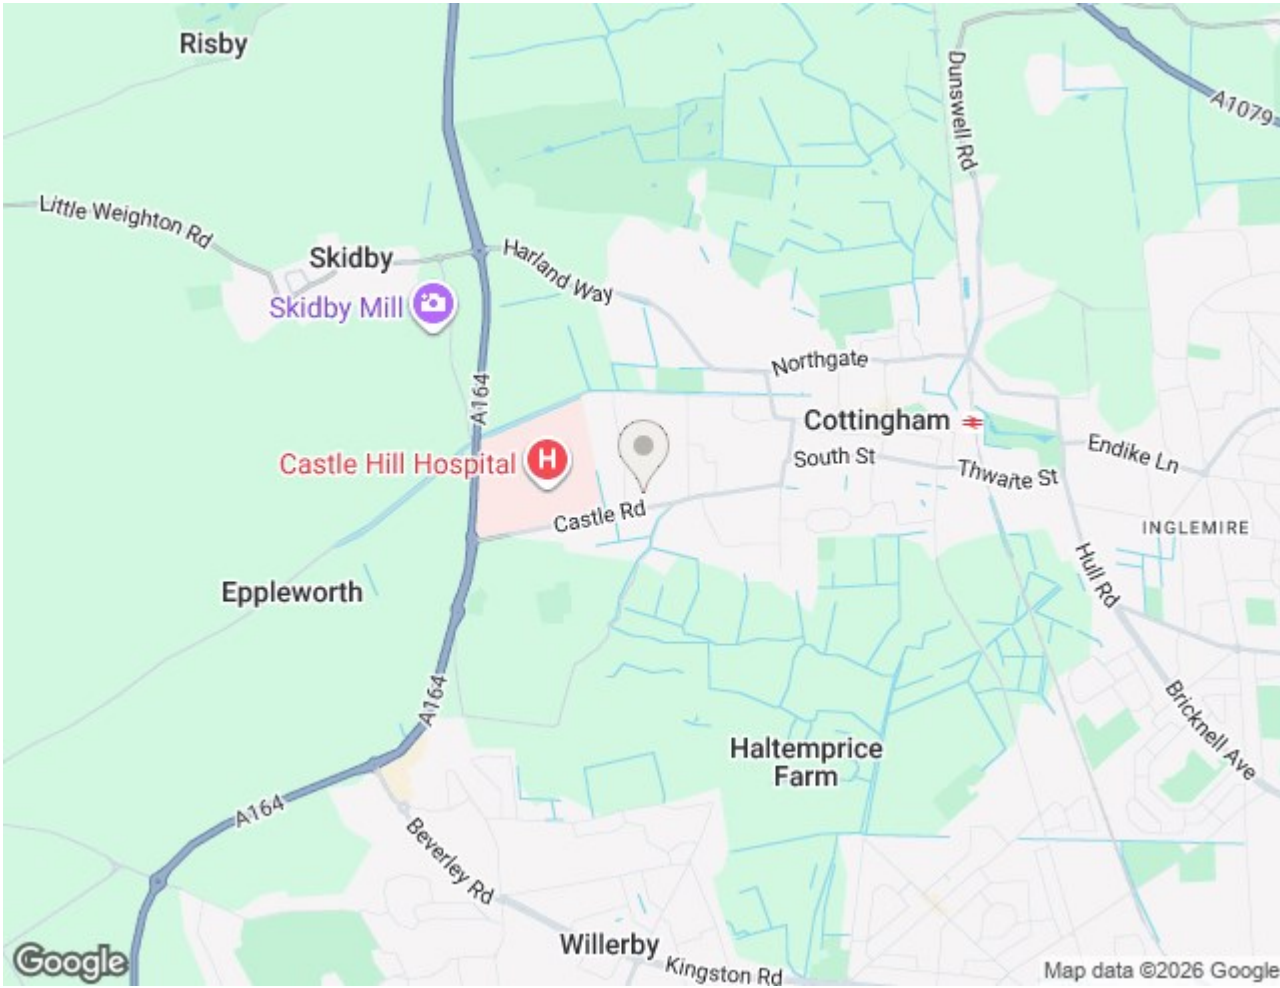 Risby
Dunswell Rd
A1079
Little Weighton Rd
Skidby
Harland Way
Skidby Mill
Northgate
A164
Cottingham
Endike Ln
South St
Castle Hill Hospital
H
Thwaite St
Castle Rd
INGLEMIRE
Hull Rd
Eppleworth
A164
Bricknell Ave
Haltemprice
Farm
A164
Beverley Rd
Willerby
Kingston Rd
Google
Map data ©2026 Google